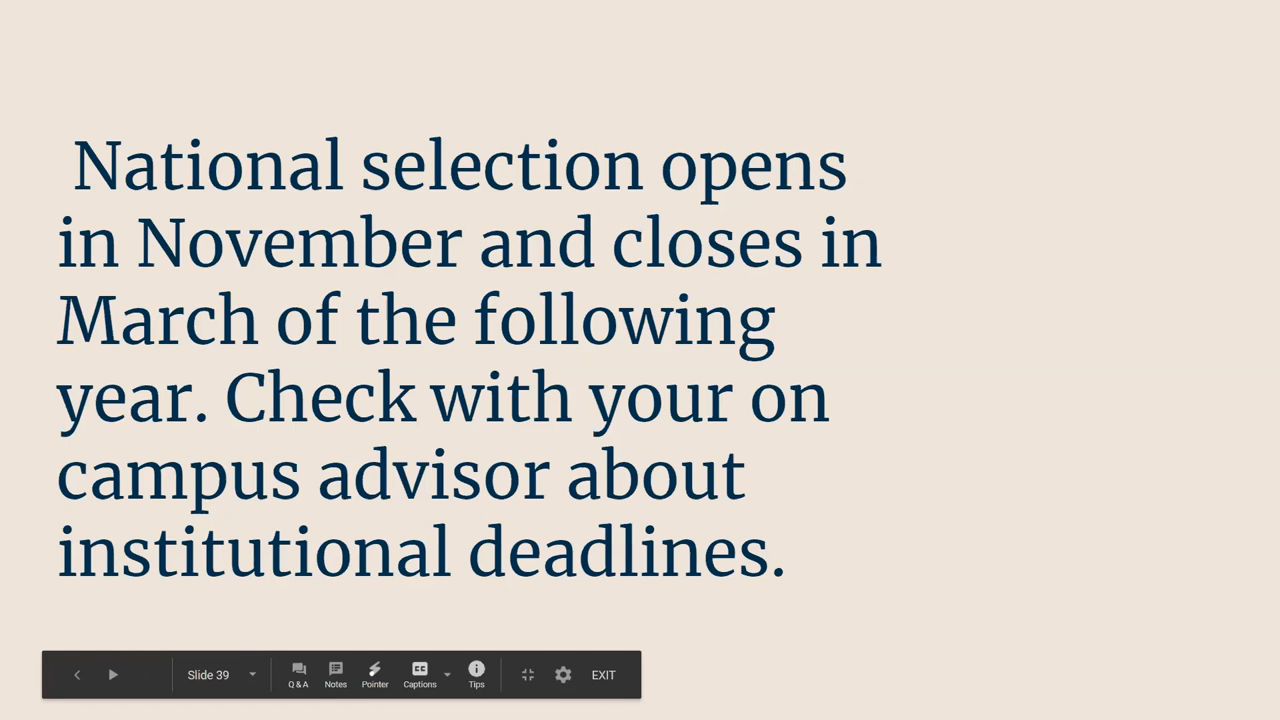 National selection opens
in November and closes in
March of the following
year. Check with your on
campus advisor about
institutional deadlines.
Slide 39
Q & A
Notes
Pointer
Captions
Tips
EXIT